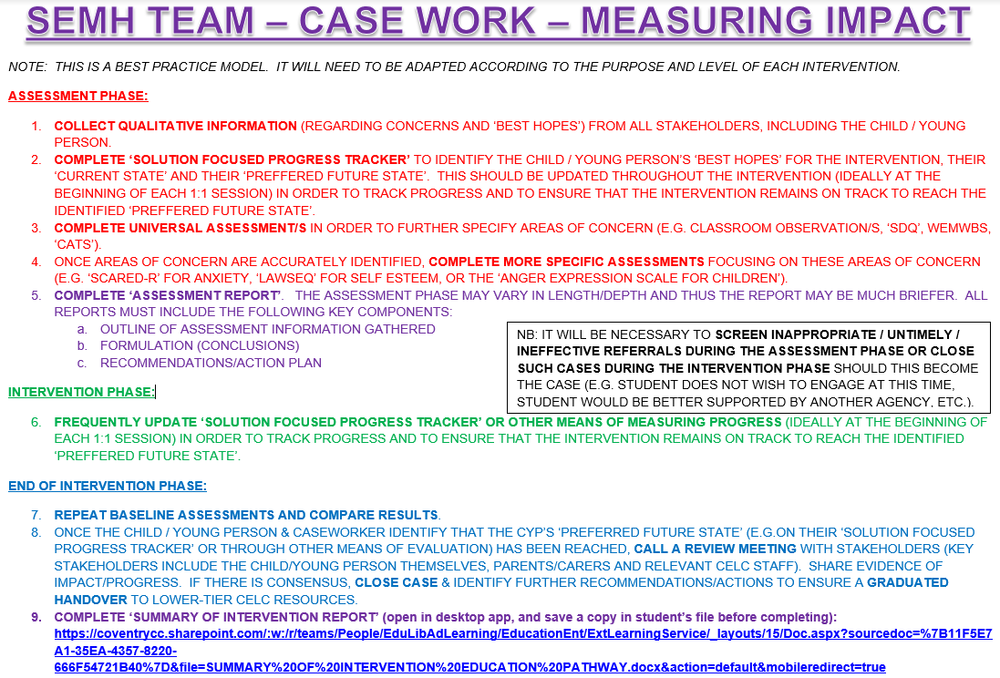 SEMH TEAM – CASE WORK – MEASURING IMPACT
NOTE: THIS IS A BEST PRACTICE MODEL. IT WILL NEED TO BE ADAPTED ACCORDING TO THE PURPOSE AND LEVEL OF EACH INTERVENTION.
ASSESSMENT PHASE:
1. COLLECT QUALITATIVE INFORMATION (REGARDING CONCERNS AND ‘BEST HOPES’) FROM ALL STAKEHOLDERS, INCLUDING THE CHILD / YOUNG
PERSON.
2. COMPLETE ‘SOLUTION FOCUSED PROGRESS TRACKER’ TO IDENTIFY THE CHILD / YOUNG PERSON’S ‘BEST HOPES’ FOR THE INTERVENTION, THEIR
‘CURRENT STATE’ AND THEIR ‘PREFFERED FUTURE STATE’. THIS SHOULD BE UPDATED THROUGHOUT THE INTERVENTION (IDEALLY AT THE
BEGINNING OF EACH 1:1 SESSION) IN ORDER TO TRACK PROGRESS AND TO ENSURE THAT THE INTERVENTION REMAINS ON TRACK TO REACH THE
IDENTIFIED ‘PREFFERED FUTURE STATE’.
3. COMPLETE UNIVERSAL ASSESSMENT/S IN ORDER TO FURTHER SPECIFY AREAS OF CONCERN (E.G. CLASSROOM OBSERVATION/S, ‘SDQ’, WEMWBS,
‘CATS’).
4. ONCE AREAS OF CONCERN ARE ACCURATELY IDENTIFIED, COMPLETE MORE SPECIFIC ASSESSMENTS FOCUSING ON THESE AREAS OF CONCERN
(E.G. ‘SCARED-R’ FOR ANXIETY, ‘LAWSEQ’ FOR SELF ESTEEM, OR THE ‘ANGER EXPRESSION SCALE FOR CHILDREN’).
5. COMPLETE ‘ASSESSMENT REPORT’. THE ASSESSMENT PHASE MAY VARY IN LENGTH/DEPTH AND THUS THE REPORT MAY BE MUCH BRIEFER. ALL
REPORTS MUST INCLUDE THE FOLLOWING KEY COMPONENTS:
a. OUTLINE OF ASSESSMENT INFORMATION GATHERED
b. FORMULATION (CONCLUSIONS)
c. RECOMMENDATIONS/ACTION PLAN
NB: IT WILL BE NECESSARY TO SCREEN INAPPROPRIATE / UNTIMELY /
INEFFECTIVE REFERRALS DURING THE ASSESSMENT PHASE OR CLOSE
SUCH CASES DURING THE INTERVENTION PHASE SHOULD THIS BECOME
THE CASE (E.G. STUDENT DOES NOT WISH TO ENGAGE AT THIS TIME,
STUDENT WOULD BE BETTER SUPPORTED BY ANOTHER AGENCY, ETC.).
INTERVENTION PHASE:
6. FREQUENTLY UPDATE ‘SOLUTION FOCUSED PROGRESS TRACKER’ OR OTHER MEANS OF MEASURING PROGRESS (IDEALLY AT THE BEGINNING OF
EACH 1:1 SESSION) IN ORDER TO TRACK PROGRESS AND TO ENSURE THAT THE INTERVENTION REMAINS ON TRACK TO REACH THE IDENTIFIED
‘PREFFERED FUTURE STATE’.
END OF INTERVENTION PHASE:
7. REPEAT BASELINE ASSESSMENTS AND COMPARE RESULTS.
8. ONCE THE CHILD / YOUNG PERSON & CASEWORKER IDENTIFY THAT THE CYP’S ‘PREFERRED FUTURE STATE’ (E.G.ON THEIR ‘SOLUTION FOCUSED
PROGRESS TRACKER’ OR THROUGH OTHER MEANS OF EVALUATION) HAS BEEN REACHED, CALL A REVIEW MEETING WITH STAKEHOLDERS (KEY
STAKEHOLDERS INCLUDE THE CHILD/YOUNG PERSON THEMSELVES, PARENTS/CARERS AND RELEVANT CELC STAFF). SHARE EVIDENCE OF
IMPACT/PROGRESS. IF THERE IS CONSENSUS, CLOSE CASE & IDENTIFY FURTHER RECOMMENDATIONS/ACTIONS TO ENSURE A GRADUATED
HANDOVER TO LOWER-TIER CELC RESOURCES.
9. COMPLETE ‘SUMMARY OF INTERVENTION REPORT’ (open in desktop app, and save a copy in student’s file before completing):
https://coventrycc.sharepoint.com/:w:/r/teams/People/EduLibAdLearning/EducationEnt/ExtLearningService/_layouts/15/Doc.aspx?sourcedoc=%7B11F5E7
A1-35EA-4357-8220-
666F54721B40%7D&file=SUMMARY%20OF%20INTERVENTION%20EDUCATION%20PATHWAY.docx&action=default&mobileredirect=true